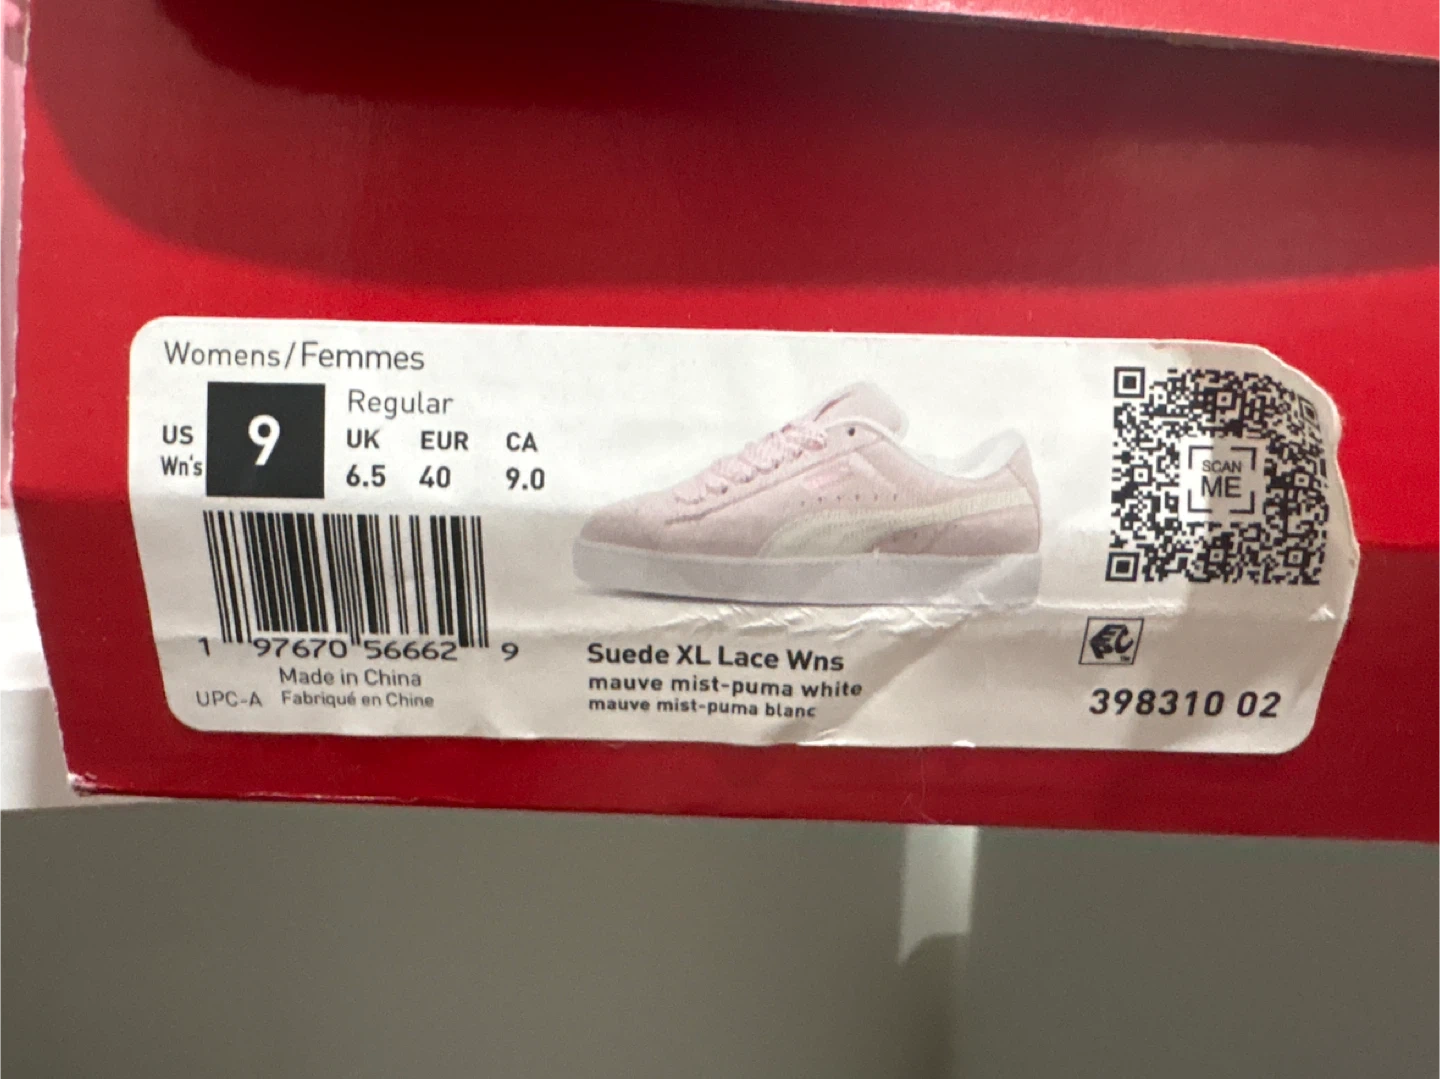 Womens/Femmes
US
Wn's
9
Regular
UK EUR CA
6.5 40 9.0
SCAN
ME
1 97670 56662 9
Made in China
UPC-A Fabriqué en Chine
Suede XL Lace Wns
mauve mist-puma white
mauve mist-puma blanc
398310 02